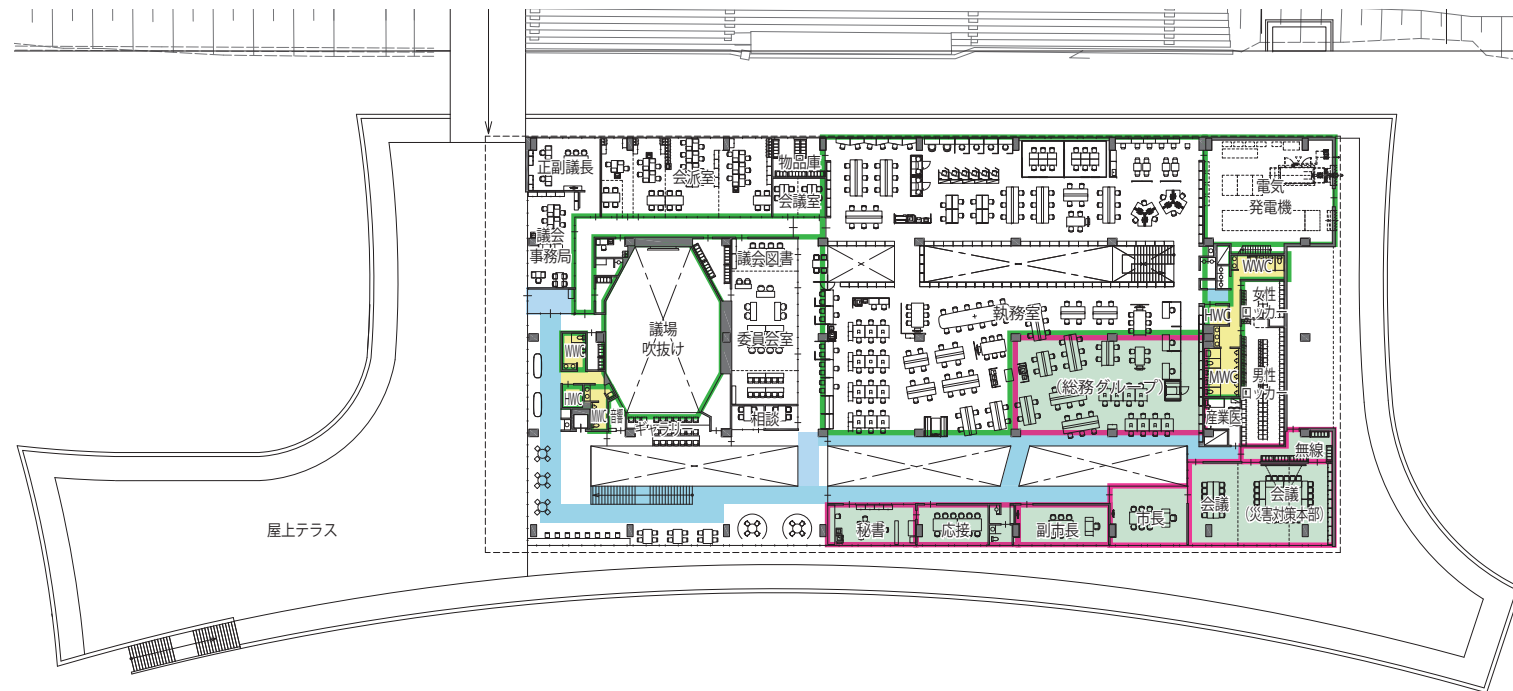 正副議長
会派室
物品庫
会議室
電気
発電機
議会
事務局
議会図書
WWC
女性
ロッカー
HWC
執務室
議場
吹抜け
委員会室
WWC
(総務グループ)
MWC
男性
ロッカー
HWC
MWC
音響
ギャラリー
相談
産業医
無線
会議
会議
(災害対策本部)
秘書
応接
副市長
市長
屋上テラス